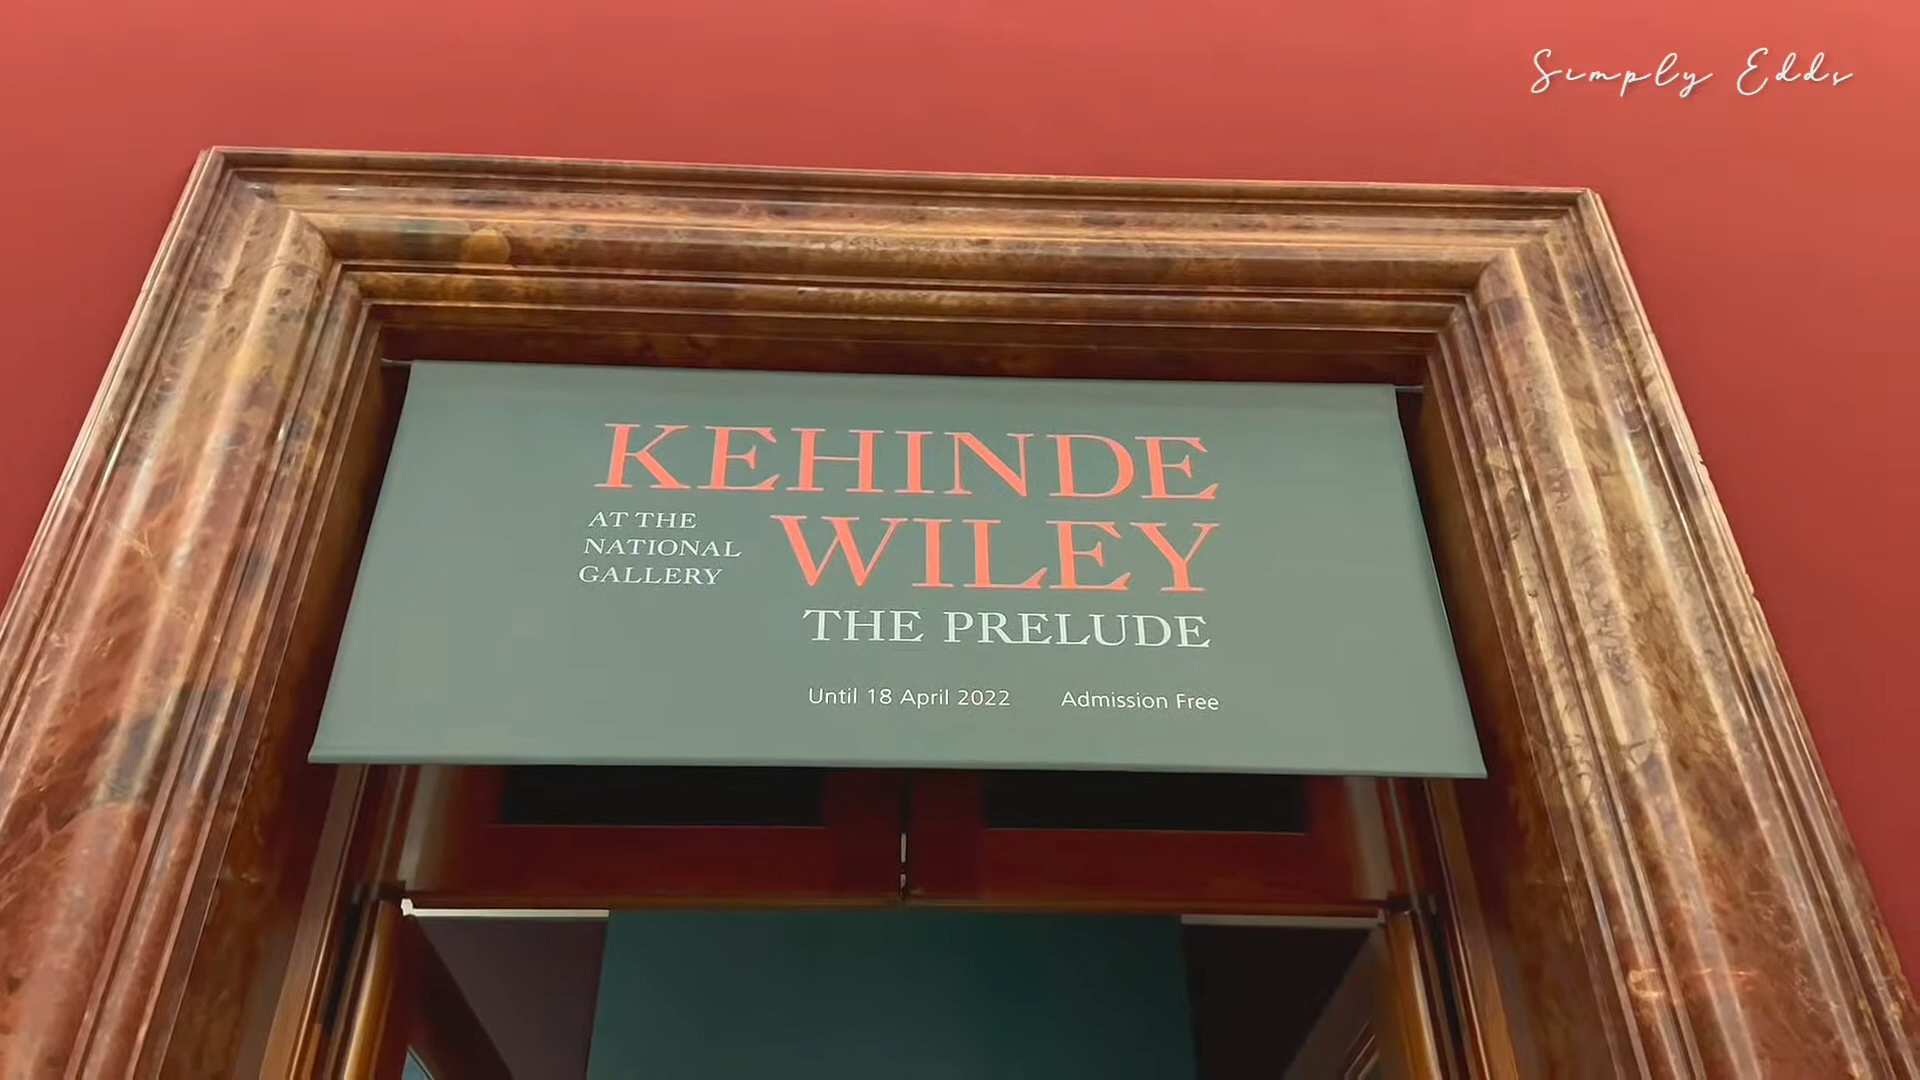 Simply Edds
KEHINDE
AT THE
NATIONAL
GALLERY
WILEY
THE PRELUDE
Until 18 April 2022 Admission Free